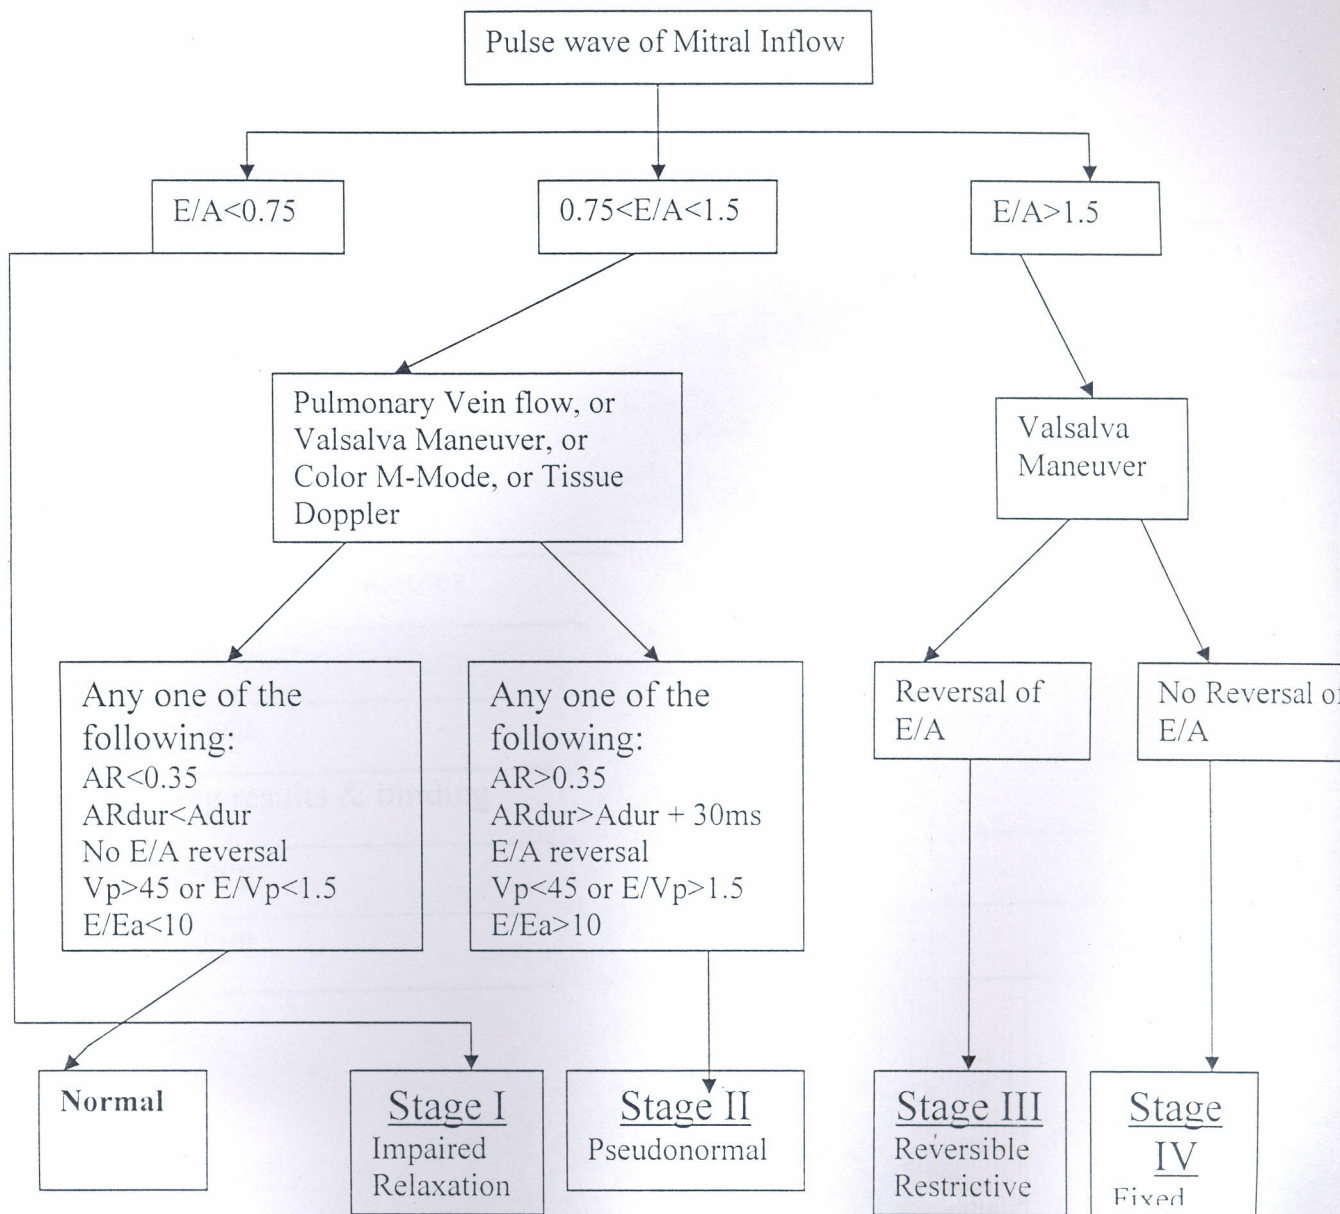 Pulse wave of Mitral Inflow
E/A<0.75
0.75<E/A<1.5
E/A>1.5
Pulmonary Vein flow, or
Valsalva Maneuver, or
Color M-Mode, or Tissue
Doppler
Valsalva
Maneuver
Any one of the
following:
AR<0.35
ARdur<Adur
No E/A reversal
Vp>45 or E/Vp<1.5
E/Ea<10
Any one of the
following:
AR>0.35
ARdur>Adur + 30ms
E/A reversal
Vp<45 or E/Vp>1.5
E/Ea>10
Reversal of
E/A
No Reversal of
E/A
Normal
Stage I
Impaired
Relaxation
Stage II
Pseudonormal
Stage III
Reversible
Restrictive
Stage
IV
Fixed
results & binding